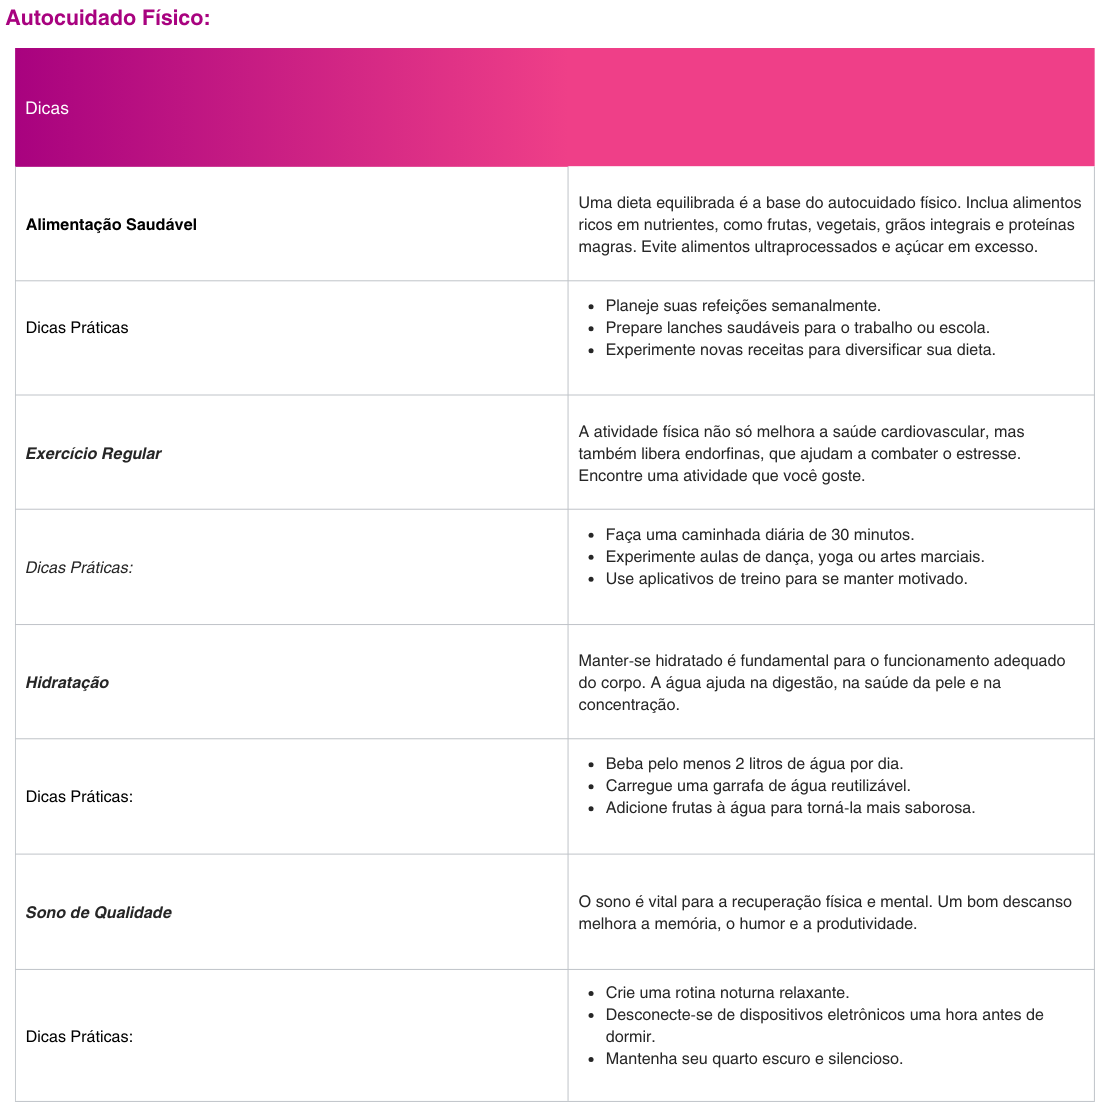 Autocuidado Físico:
Dicas
Alimentação Saudável
Uma dieta equilibrada é a base do autocuidado físico. Inclua alimentos
ricos em nutrientes, como frutas, vegetais, grãos integrais e proteínas
magras. Evite alimentos ultraprocessados e açúcar em excesso.
Dicas Práticas
• Planeje suas refeições semanalmente.
• Prepare lanches saudáveis para o trabalho ou escola.
• Experimente novas receitas para diversificar sua dieta.
Exercício Regular
A atividade física não só melhora a saúde cardiovascular, mas
também libera endorfinas, que ajudam a combater o estresse.
Encontre uma atividade que você goste.
Dicas Práticas:
• Faça uma caminhada diária de 30 minutos.
• Experimente aulas de dança, yoga ou artes marciais.
• Use aplicativos de treino para se manter motivado.
Hidratação
Manter-se hidratado é fundamental para o funcionamento adequado
do corpo. A água ajuda na digestão, na saúde da pele e na
concentração.
Dicas Práticas:
• Beba pelo menos 2 litros de água por dia.
• Carregue uma garrafa de água reutilizável.
• Adicione frutas à água para torná-la mais saborosa.
Sono de Qualidade
O sono é vital para a recuperação física e mental. Um bom descanso
melhora a memória, o humor e a produtividade.
Dicas Práticas:
• Crie uma rotina noturna relaxante.
• Desconecte-se de dispositivos eletrônicos uma hora antes de
dormir.
• Mantenha seu quarto escuro e silencioso.